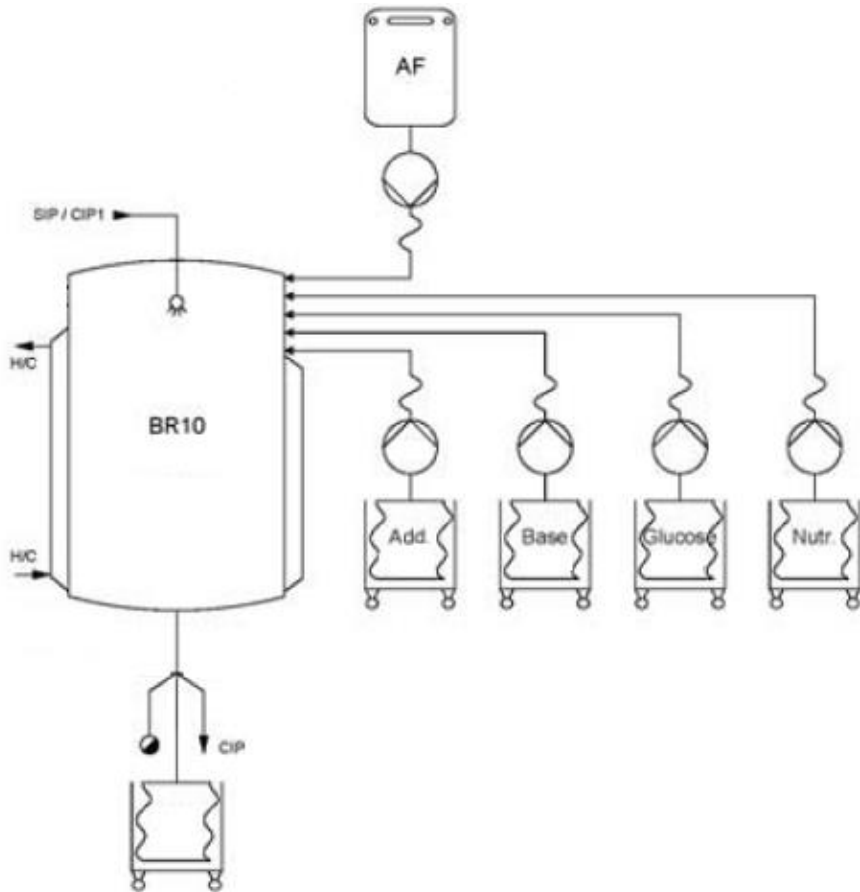 AF
SIP / CIP1
H/C
BR10
H/C
Add.
Base
Glucose
Nutr.
CIP